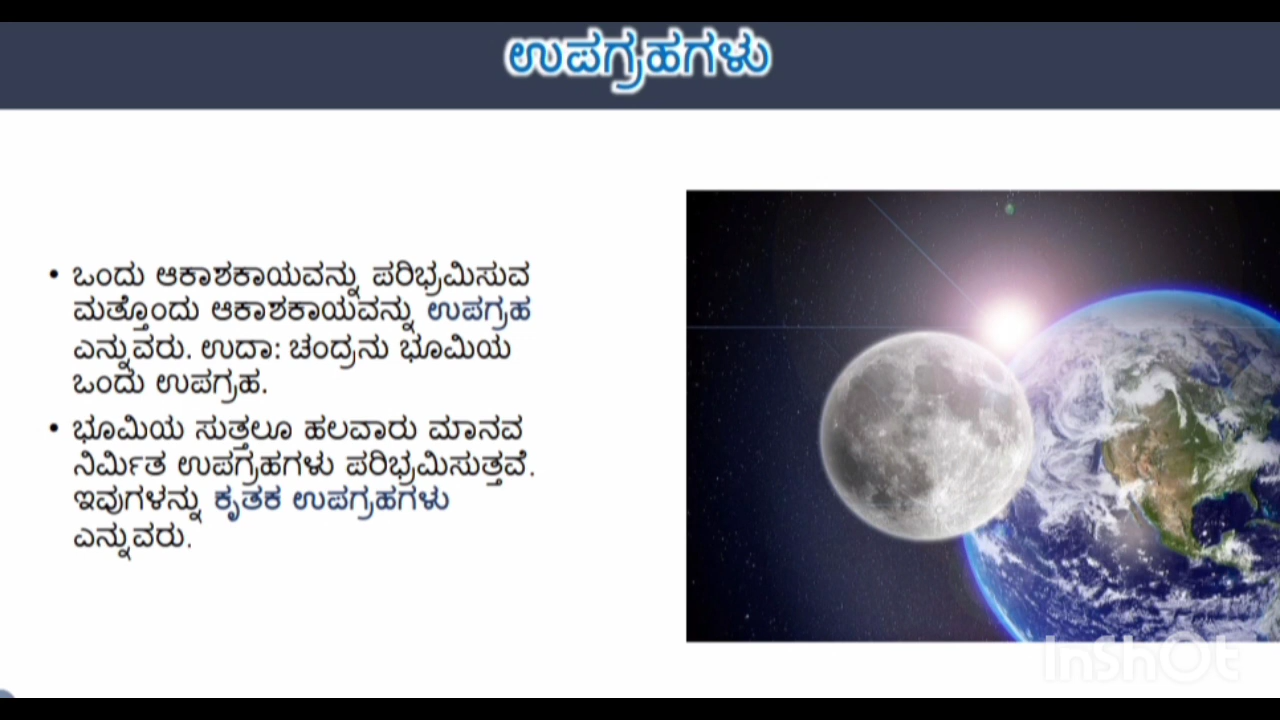 ಉಪಗ್ರಹಗಳು
• ಒಂದು ಆಕಾಶಕಾಯವನ್ನು ಪರಿಭ್ರಮಿಸುವ
ಮತ್ತೊಂದು ಆಕಾಶಕಾಯವನ್ನು ಉಪಗ್ರಹ
ಎನ್ನುವರು. ಉದಾ: ಚಂದ್ರನು ಭೂಮಿಯ
ಒಂದು ಉಪಗ್ರಹ.
• ಭೂಮಿಯ ಸುತ್ತಲೂ ಹಲವಾರು ಮಾನವ
ನಿರ್ಮಿತ ಉಪಗ್ರಹಗಳು ಪರಿಭ್ರಮಿಸುತ್ತವೆ.
ಇವುಗಳನ್ನು ಕೃತಕ ಉಪಗ್ರಹಗಳು
ಎನ್ನುವರು.
InShOt